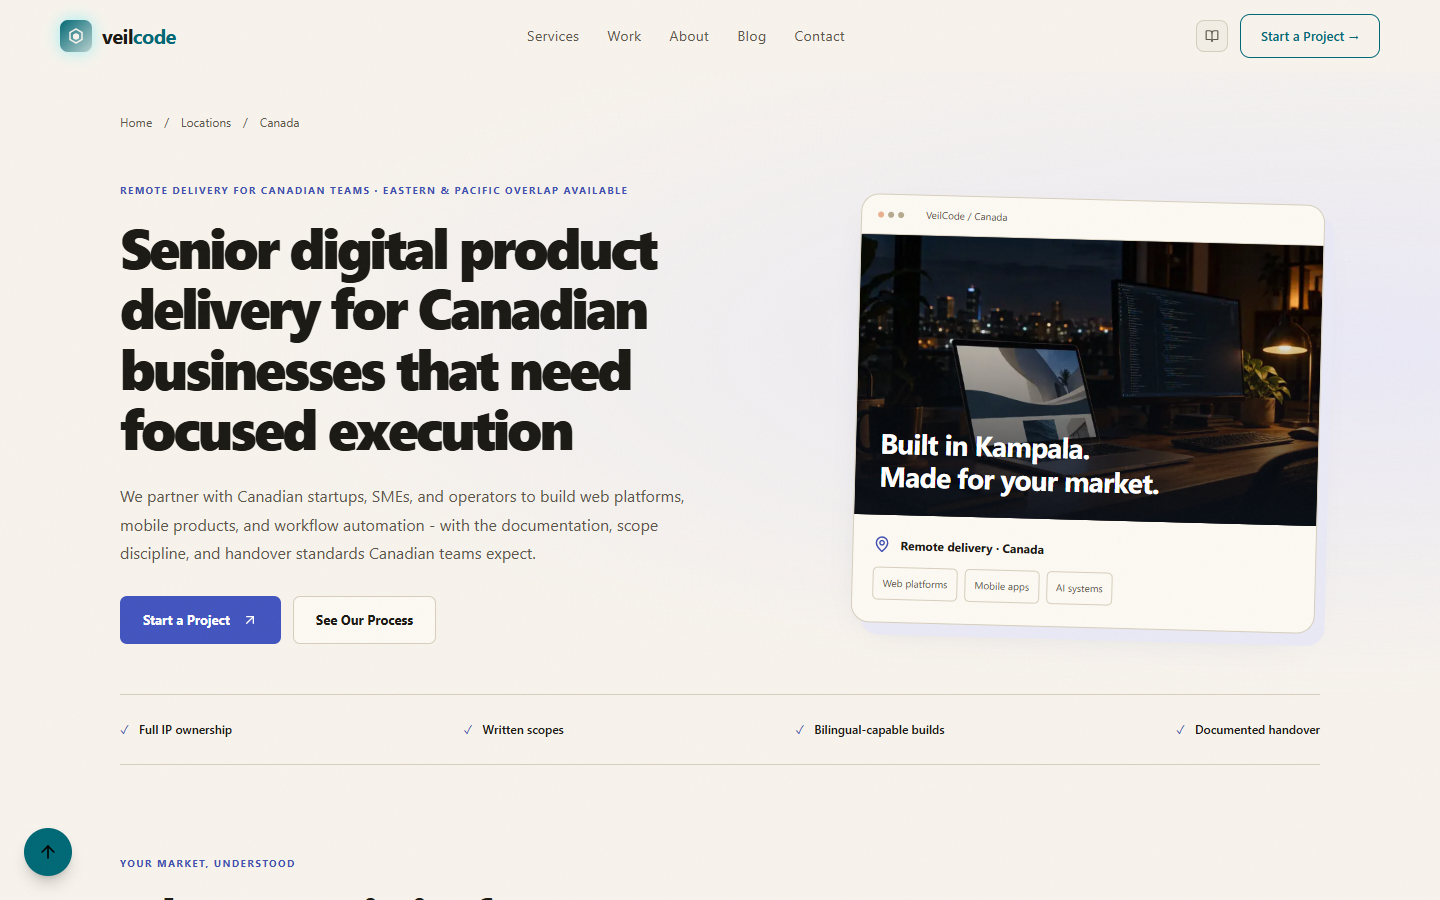 veilcode
Services
Work
About
Blog
Contact
Start a Project →
Home / Locations / Canada
REMOTE DELIVERY FOR CANADIAN TEAMS · EASTERN & PACIFIC OVERLAP AVAILABLE
Senior digital product
delivery for Canadian
businesses that need
focused execution
We partner with Canadian startups, SMEs, and operators to build web platforms,
mobile products, and workflow automation - with the documentation, scope
discipline, and handover standards Canadian teams expect.
Start a Project
See Our Process
VeilCode / Canada
Built in Kampala.
Made for your market.
Remote delivery · Canada
Web platforms
Mobile apps
AI systems
✓ Full IP ownership
✓ Written scopes
✓ Bilingual-capable builds
✓ Documented handover
YOUR MARKET, UNDERSTOOD